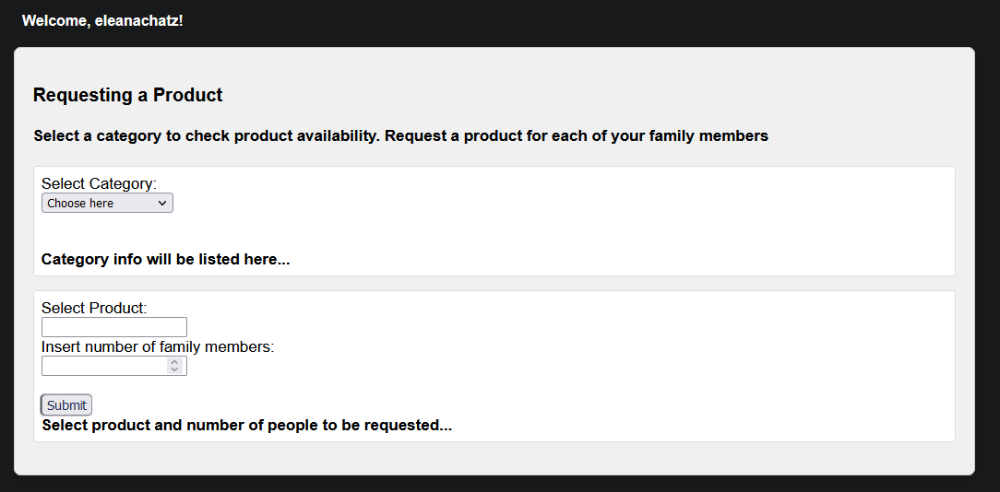 Welcome, eleanachatz!
Requesting a Product
Select a category to check product availability. Request a product for each of your family members
Select Category:
Choose here
Category info will be listed here...
Select Product:
Insert number of family members:
Submit
Select product and number of people to be requested...